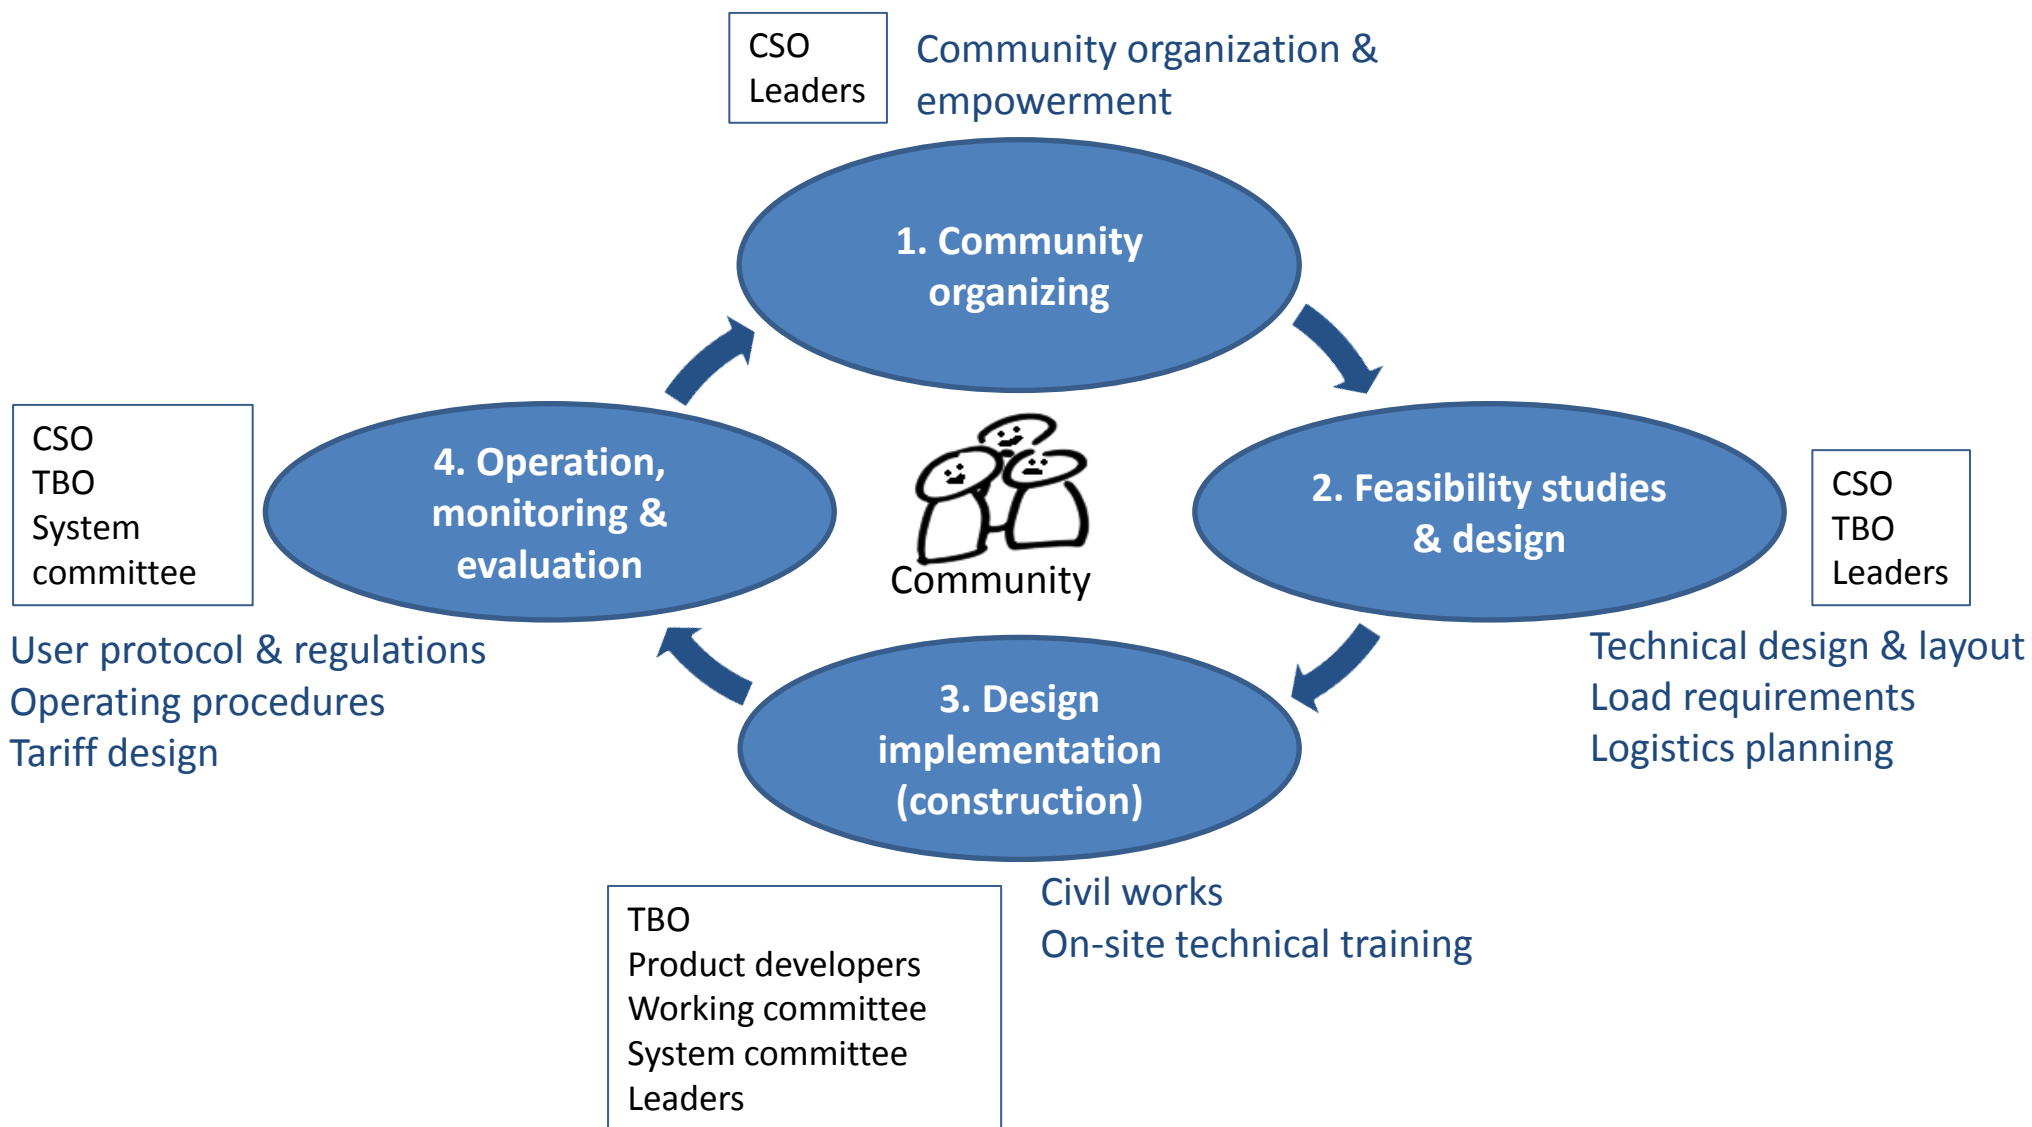 CSO
Leaders
Community organization &
empowerment
1. Community
organizing
CSO
TBO
System
committee
4. Operation,
monitoring &
evaluation
User protocol & regulations
Operating procedures
Tariff design
Community
2. Feasibility studies
& design
CSO
TBO
Leaders
Technical design & layout
Load requirements
Logistics planning
3. Design
implementation
(construction)
TBO
Product developers
Working committee
System committee
Leaders
Civil works
On-site technical training